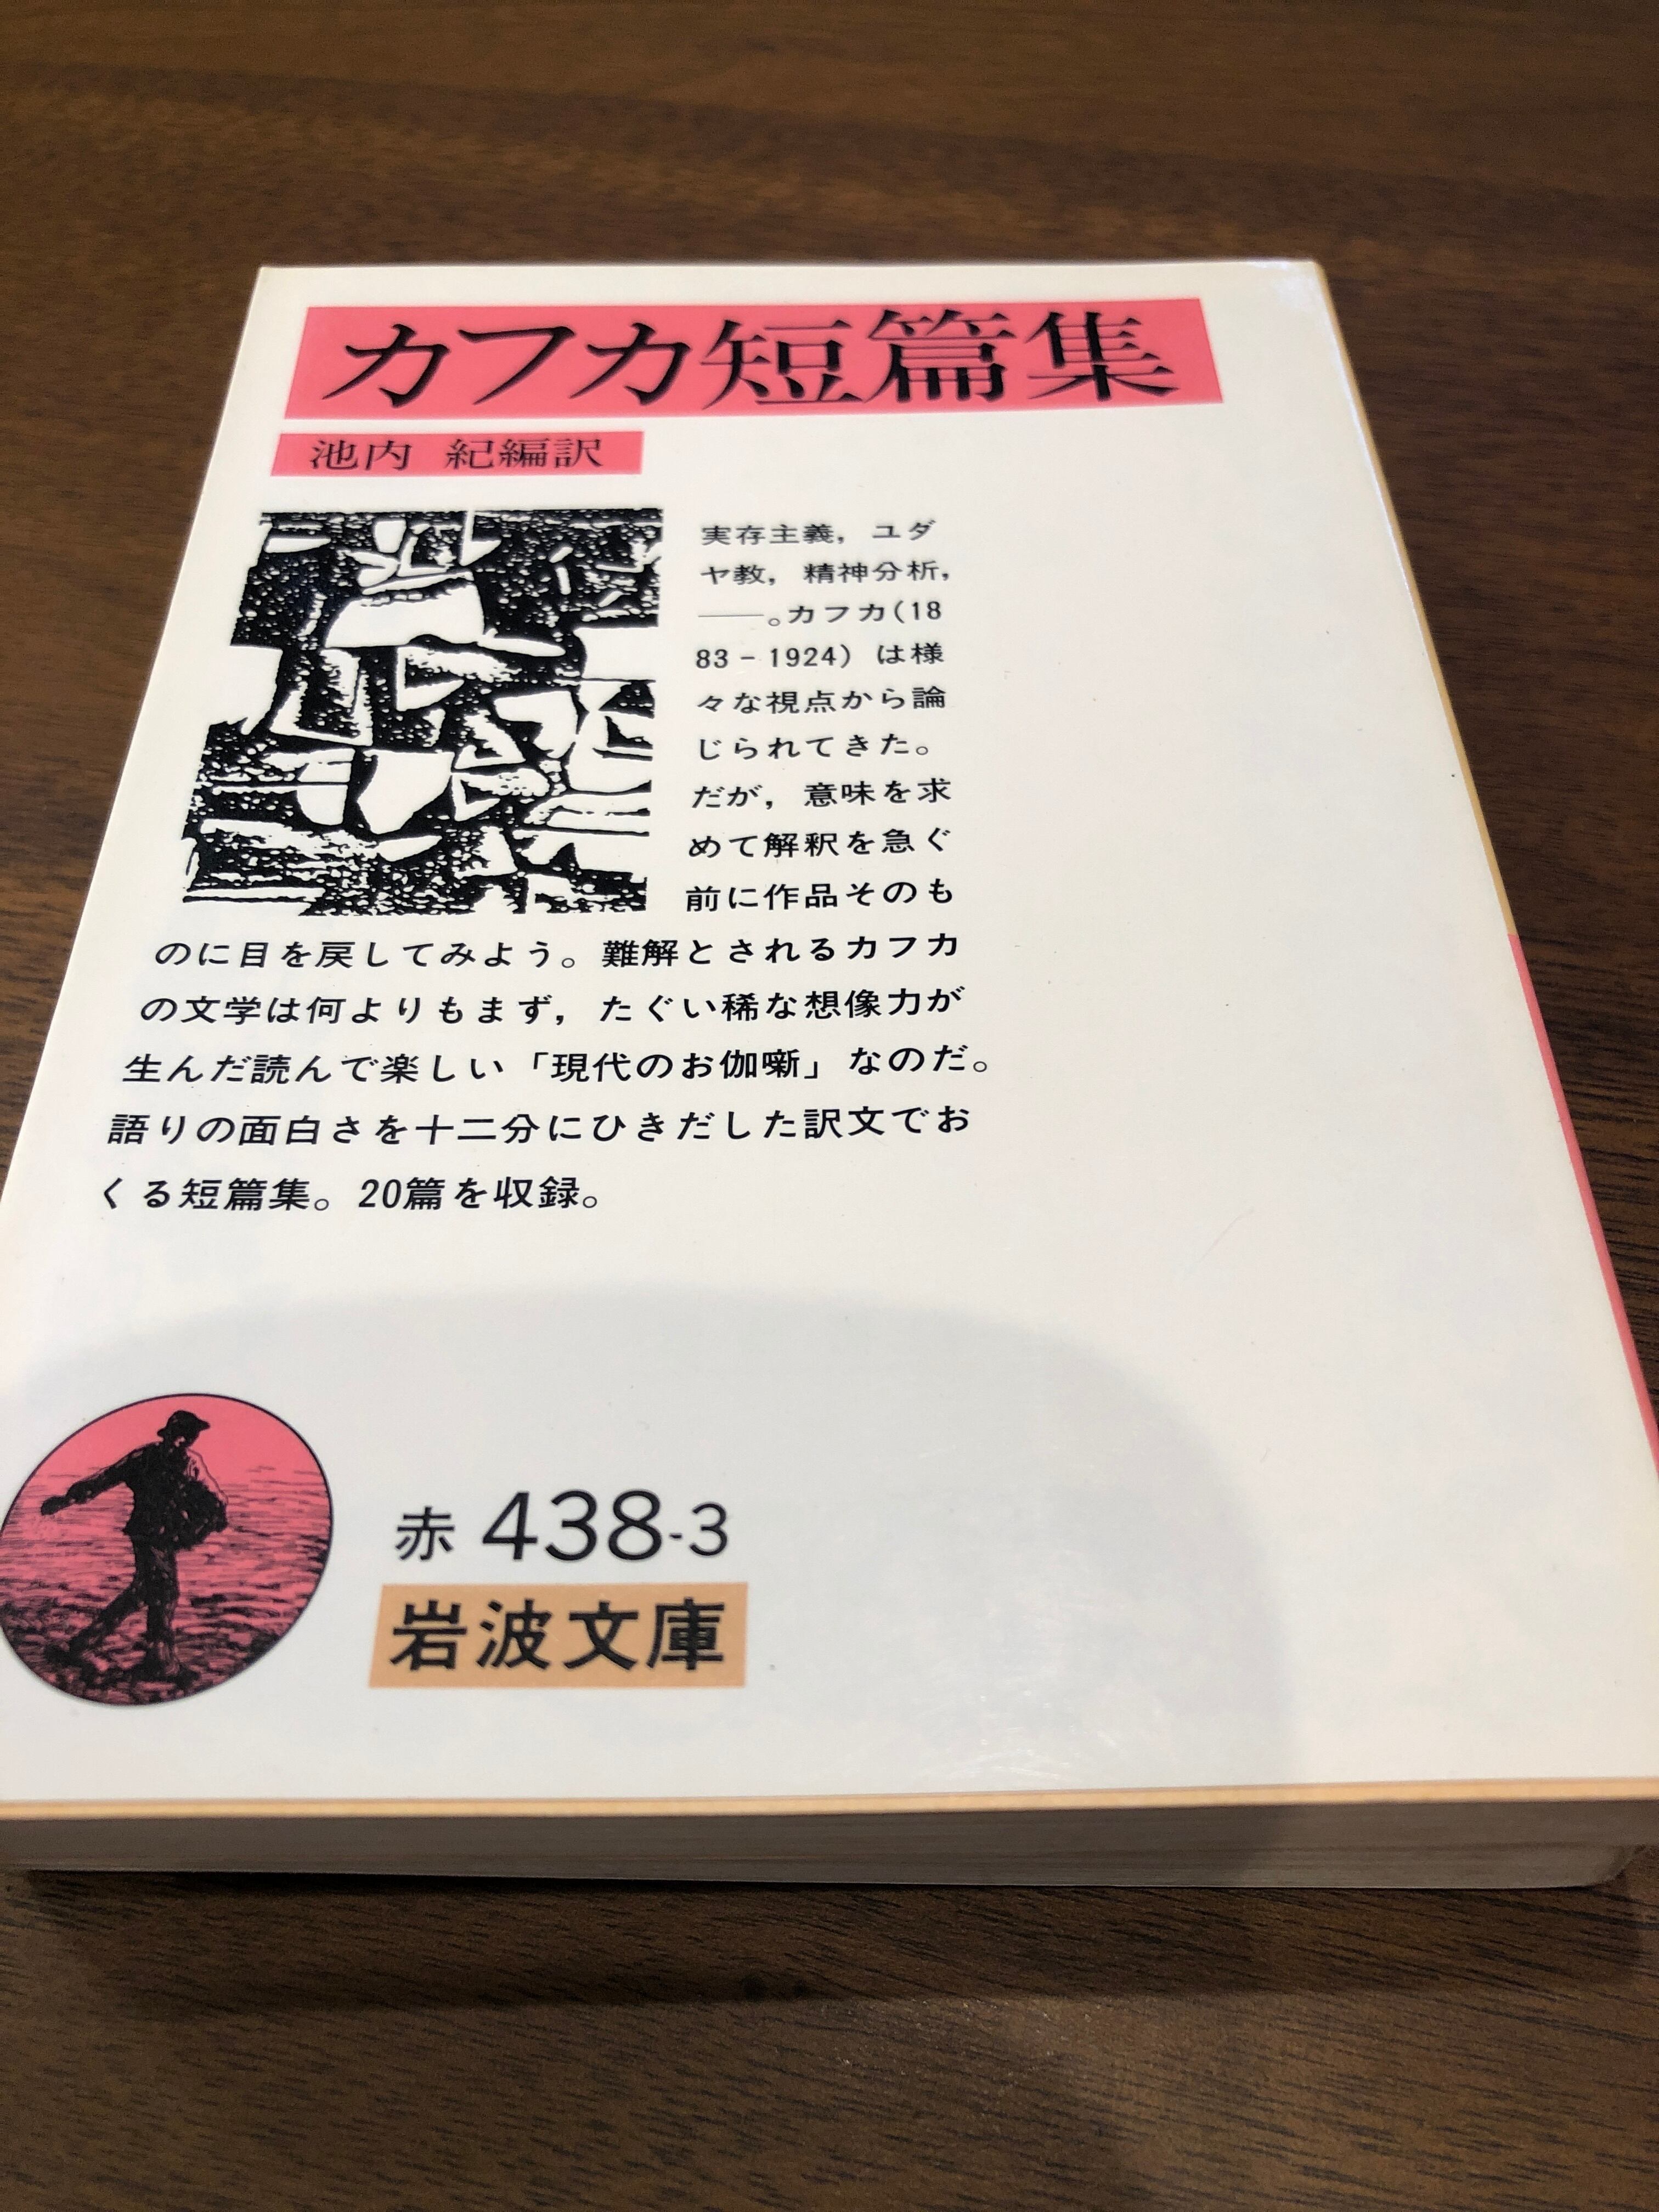 カフカ短篇集
池内 紀編訳
実存主義，ユダ
ヤ教，精神分析，
――。カフカ(18
83－1924) は様
々な視点から論
じられてきた。
だが，意味を求
めて解釈を急ぐ
前に作品そのも
のに目を戻してみよう。難解とされるカフカ
の文学は何よりもまず，たぐい稀な想像力が
生んだ読んで楽しい「現代のお伽噺」なのだ。
語りの面白さを十二分にひきだした訳文でお
くる短篇集。20篇を収録。
赤 438-3
岩波文庫